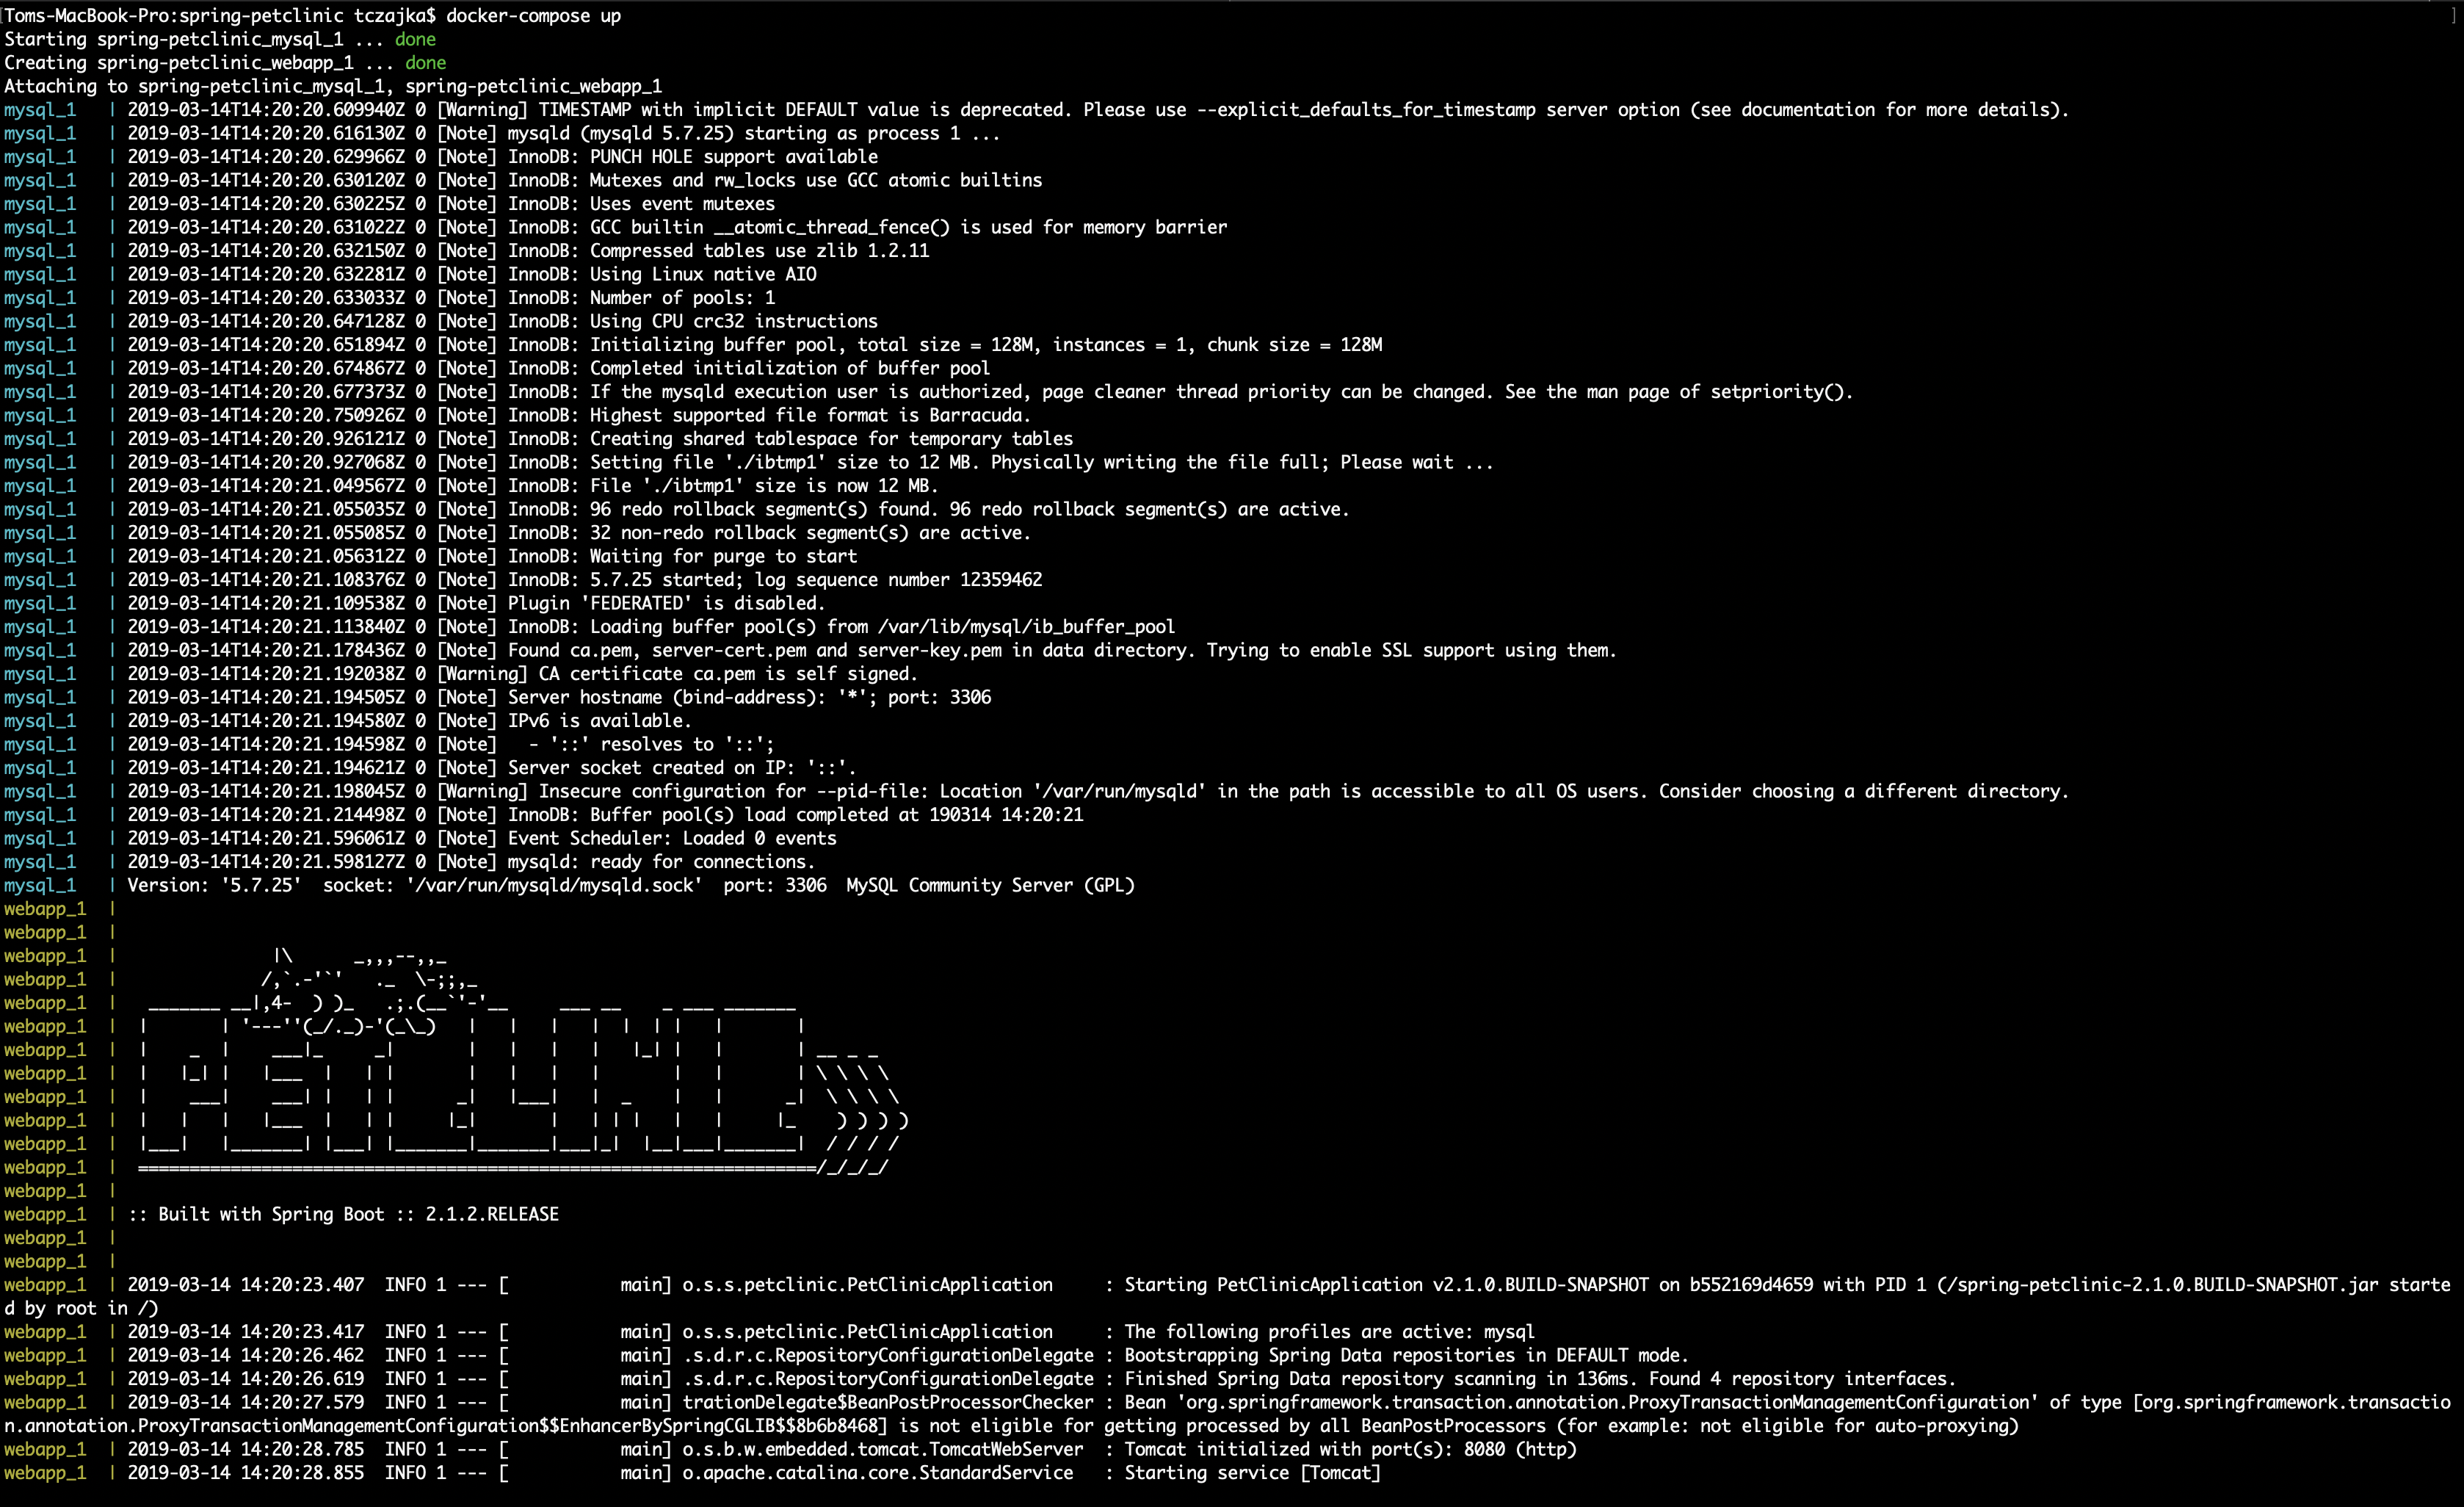 [Toms-MacBook-Pro:spring-petclinic tczajka$ docker-compose up ]
Starting spring-petclinic_mysql_1 ... done
Creating spring-petclinic_webapp_1 ... done
Attaching to spring-petclinic_mysql_1, spring-petclinic_webapp_1
mysql_1   | 2019-03-14T14:20:20.609940Z 0 [Warning] TIMESTAMP with implicit DEFAULT value is deprecated. Please use --explicit_defaults_for_timestamp server option (see documentation for more details).
mysql_1   | 2019-03-14T14:20:20.616130Z 0 [Note] mysqld (mysqld 5.7.25) starting as process 1 ...
mysql_1   | 2019-03-14T14:20:20.629966Z 0 [Note] InnoDB: PUNCH HOLE support available
mysql_1   | 2019-03-14T14:20:20.630120Z 0 [Note] InnoDB: Mutexes and rw_locks use GCC atomic builtins
mysql_1   | 2019-03-14T14:20:20.630225Z 0 [Note] InnoDB: Uses event mutexes
mysql_1   | 2019-03-14T14:20:20.631022Z 0 [Note] InnoDB: GCC builtin __atomic_thread_fence() is used for memory barrier
mysql_1   | 2019-03-14T14:20:20.632150Z 0 [Note] InnoDB: Compressed tables use zlib 1.2.11
mysql_1   | 2019-03-14T14:20:20.632281Z 0 [Note] InnoDB: Using Linux native AIO
mysql_1   | 2019-03-14T14:20:20.633033Z 0 [Note] InnoDB: Number of pools: 1
mysql_1   | 2019-03-14T14:20:20.647128Z 0 [Note] InnoDB: Using CPU crc32 instructions
mysql_1   | 2019-03-14T14:20:20.651894Z 0 [Note] InnoDB: Initializing buffer pool, total size = 128M, instances = 1, chunk size = 128M
mysql_1   | 2019-03-14T14:20:20.674867Z 0 [Note] InnoDB: Completed initialization of buffer pool
mysql_1   | 2019-03-14T14:20:20.677373Z 0 [Note] InnoDB: If the mysqld execution user is authorized, page cleaner thread priority can be changed. See the man page of setpriority().
mysql_1   | 2019-03-14T14:20:20.750926Z 0 [Note] InnoDB: Highest supported file format is Barracuda.
mysql_1   | 2019-03-14T14:20:20.926121Z 0 [Note] InnoDB: Creating shared tablespace for temporary tables
mysql_1   | 2019-03-14T14:20:20.927068Z 0 [Note] InnoDB: Setting file './ibtmp1' size to 12 MB. Physically writing the file full; Please wait ...
mysql_1   | 2019-03-14T14:20:21.049567Z 0 [Note] InnoDB: File './ibtmp1' size is now 12 MB.
mysql_1   | 2019-03-14T14:20:21.055035Z 0 [Note] InnoDB: 96 redo rollback segment(s) found. 96 redo rollback segment(s) are active.
mysql_1   | 2019-03-14T14:20:21.055085Z 0 [Note] InnoDB: 32 non-redo rollback segment(s) are active.
mysql_1   | 2019-03-14T14:20:21.056312Z 0 [Note] InnoDB: Waiting for purge to start
mysql_1   | 2019-03-14T14:20:21.108376Z 0 [Note] InnoDB: 5.7.25 started; log sequence number 12359462
mysql_1   | 2019-03-14T14:20:21.109538Z 0 [Note] Plugin 'FEDERATED' is disabled.
mysql_1   | 2019-03-14T14:20:21.113840Z 0 [Note] InnoDB: Loading buffer pool(s) from /var/lib/mysql/ib_buffer_pool
mysql_1   | 2019-03-14T14:20:21.178436Z 0 [Note] Found ca.pem, server-cert.pem and server-key.pem in data directory. Trying to enable SSL support using them.
mysql_1   | 2019-03-14T14:20:21.192038Z 0 [Warning] CA certificate ca.pem is self signed.
mysql_1   | 2019-03-14T14:20:21.194505Z 0 [Note] Server hostname (bind-address): '*'; port: 3306
mysql_1   | 2019-03-14T14:20:21.194580Z 0 [Note] IPv6 is available.
mysql_1   | 2019-03-14T14:20:21.194598Z 0 [Note]   - '::' resolves to '::';
mysql_1   | 2019-03-14T14:20:21.194621Z 0 [Note] Server socket created on IP: '::'.
mysql_1   | 2019-03-14T14:20:21.198045Z 0 [Warning] Insecure configuration for --pid-file: Location '/var/run/mysqld' in the path is accessible to all OS users. Consider choosing a different directory.
mysql_1   | 2019-03-14T14:20:21.214498Z 0 [Note] InnoDB: Buffer pool(s) load completed at 190314 14:20:21
mysql_1   | 2019-03-14T14:20:21.596061Z 0 [Note] Event Scheduler: Loaded 0 events
mysql_1   | 2019-03-14T14:20:21.598127Z 0 [Note] mysqld: ready for connections.
mysql_1   | Version: '5.7.25'  socket: '/var/run/mysqld/mysqld.sock'  port: 3306  MySQL Community Server (GPL)
webapp_1  |
webapp_1  |
webapp_1  |               |\      _,,,--,,_
webapp_1  |              /,`.-'`'   ._  \-;;,_
webapp_1  |   _______ __|,4-  ) )_   .;.(__`'-'__     ___ __    _ ___ _______
webapp_1  |  |       | '---''(_/._)-'(_\_)   |   |   |   |  |  | |   |       |
webapp_1  |  |    _  |    ___|_     _|       |   |   |   |   |_| |   |       | __ _ _
webapp_1  |  |   |_| |   |___  |   | |       |   |   |   |       |   |       | \ \ \ \
webapp_1  |  |    ___|    ___| |   | |      _|   |___|   |  _    |   |      _|  \ \ \ \
webapp_1  |  |   |   |   |___  |   | |     |_|       |   | | |   |   |     |_    ) ) ) )
webapp_1  |  |___|   |_______| |___| |_______|_______|___|_|  |__|___|_______|  / / / /
webapp_1  |  ==================================================================/_/_/_/
webapp_1  |
webapp_1  | :: Built with Spring Boot :: 2.1.2.RELEASE
webapp_1  |
webapp_1  |
webapp_1  | 2019-03-14 14:20:23.407  INFO 1 --- [           main] o.s.s.petclinic.PetClinicApplication     : Starting PetClinicApplication v2.1.0.BUILD-SNAPSHOT on b552169d4659 with PID 1 (/spring-petclinic-2.1.0.BUILD-SNAPSHOT.jar starte
d by root in /)
webapp_1  | 2019-03-14 14:20:23.417  INFO 1 --- [           main] o.s.s.petclinic.PetClinicApplication     : The following profiles are active: mysql
webapp_1  | 2019-03-14 14:20:26.462  INFO 1 --- [           main] .s.d.r.c.RepositoryConfigurationDelegate : Bootstrapping Spring Data repositories in DEFAULT mode.
webapp_1  | 2019-03-14 14:20:26.619  INFO 1 --- [           main] .s.d.r.c.RepositoryConfigurationDelegate : Finished Spring Data repository scanning in 136ms. Found 4 repository interfaces.
webapp_1  | 2019-03-14 14:20:27.579  INFO 1 --- [           main] trationDelegate$BeanPostProcessorChecker : Bean 'org.springframework.transaction.annotation.ProxyTransactionManagementConfiguration' of type [org.springframework.transactio
n.annotation.ProxyTransactionManagementConfiguration$$EnhancerBySpringCGLIB$$8b6b8468] is not eligible for getting processed by all BeanPostProcessors (for example: not eligible for auto-proxying)
webapp_1  | 2019-03-14 14:20:28.785  INFO 1 --- [           main] o.s.b.w.embedded.tomcat.TomcatWebServer  : Tomcat initialized with port(s): 8080 (http)
webapp_1  | 2019-03-14 14:20:28.855  INFO 1 --- [           main] o.apache.catalina.core.StandardService   : Starting service [Tomcat]